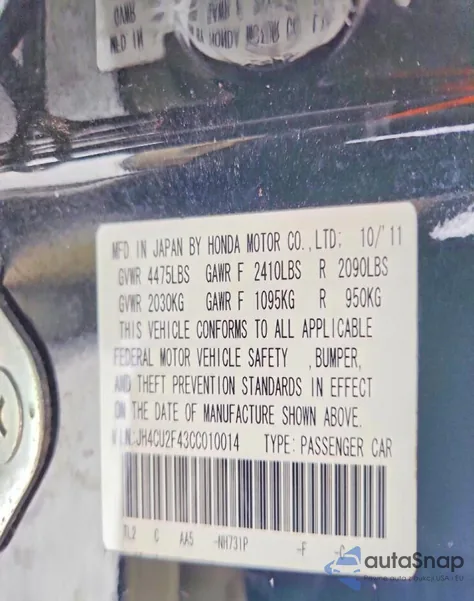 MFD IN JAPAN BY HONDA MOTOR CO.,LTD; 10/'11
GVWR 4475LBS GAWR F 2410LBS R 2090LBS
GVWR 2030KG GAWR F 1095KG R 950KG
THIS VEHICLE CONFORMS TO ALL APPLICABLE
FEDERAL MOTOR VEHICLE SAFETY ,BUMPER,
AND THEFT PREVENTION STANDARDS IN EFFECT
ON THE DATE OF MANUFACTURE SHOWN ABOVE.
V.I.N.:JH4CU2F43CC010014 TYPE: PASSENGER CAR
TL2 C AA5 -NH731P -F -
autaSnap